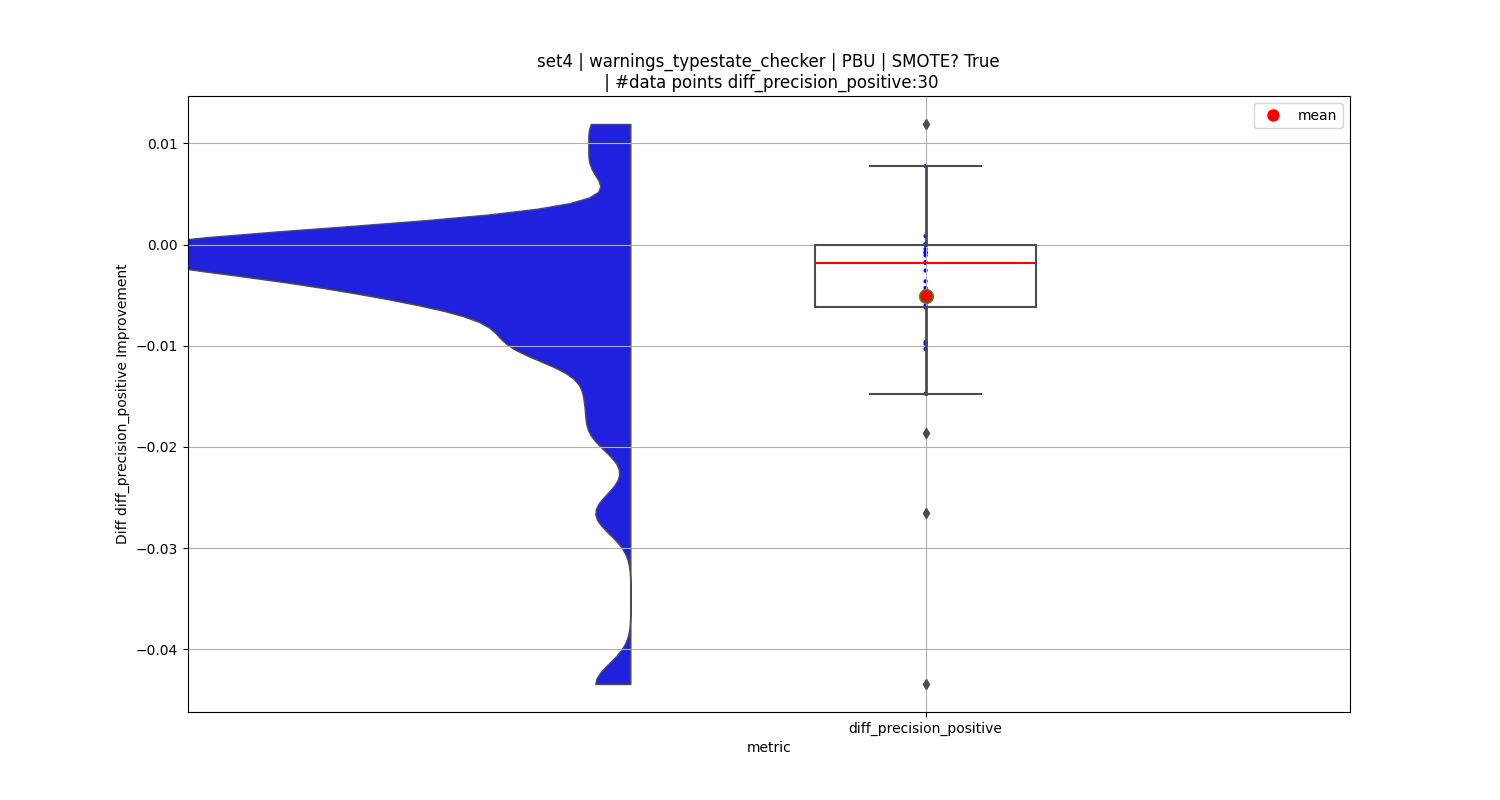 set4 | warnings_typestate_checker | PBU | SMOTE? True
| #data points diff_precision_positive:30
mean
0.01
0.00
−0.01
−0.02
−0.03
−0.04
Diff diff_precision_positive Improvement
diff_precision_positive
metric